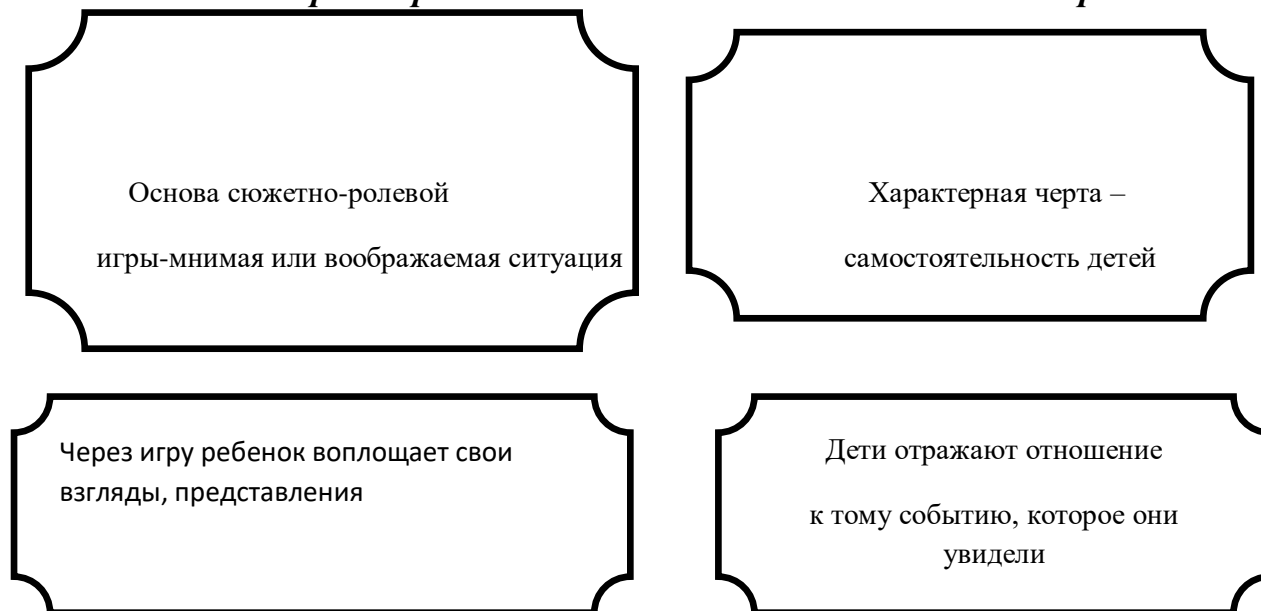 Основа сюжетно-ролевой
игры-мнимая или воображаемая ситуация
Характерная черта –
самостоятельность детей
Через игру ребенок воплощает свои
взгляды, представления
Дети отражают отношение
к тому событию, которое они
увидели